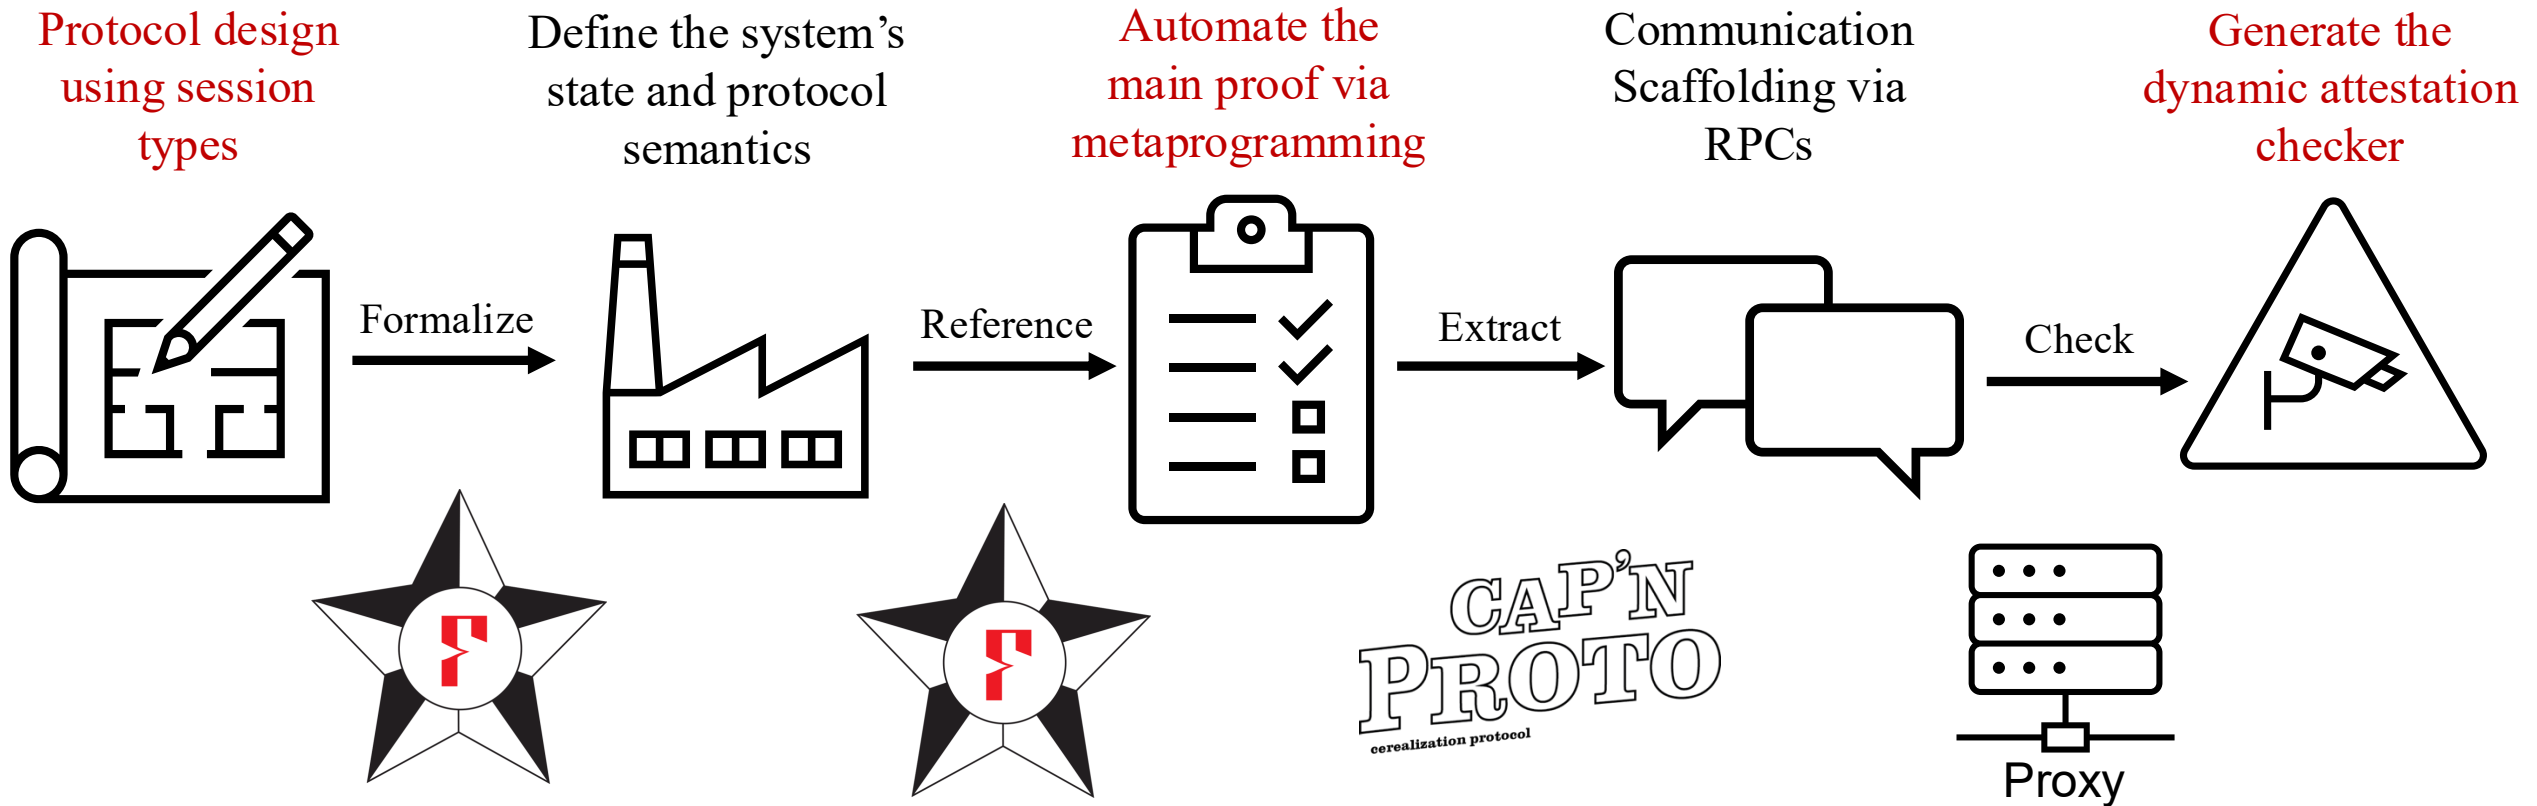 Protocol design
using session
types
Define the system's
state and protocol
semantics
Automate the
main proof via
metaprogramming
Communication
Scaffolding via
RPCs
Generate the
dynamic attestation
checker
Formalize
Reference
Extract
Check
F
F
CAP'N
PROTO
cerealization protocol
Proxy